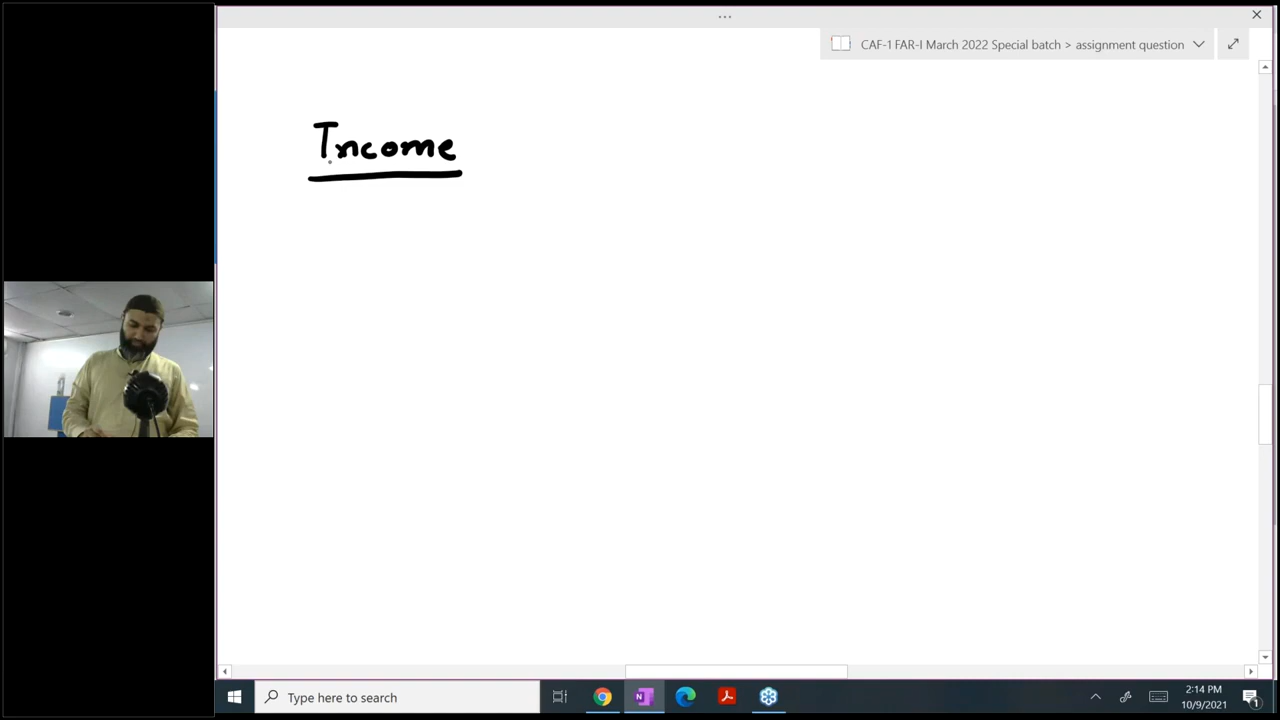 CAF-1 FAR-I March 2022 Special batch > assignment question
Income
Type here to search
2:14 PM
10/9/2021
1